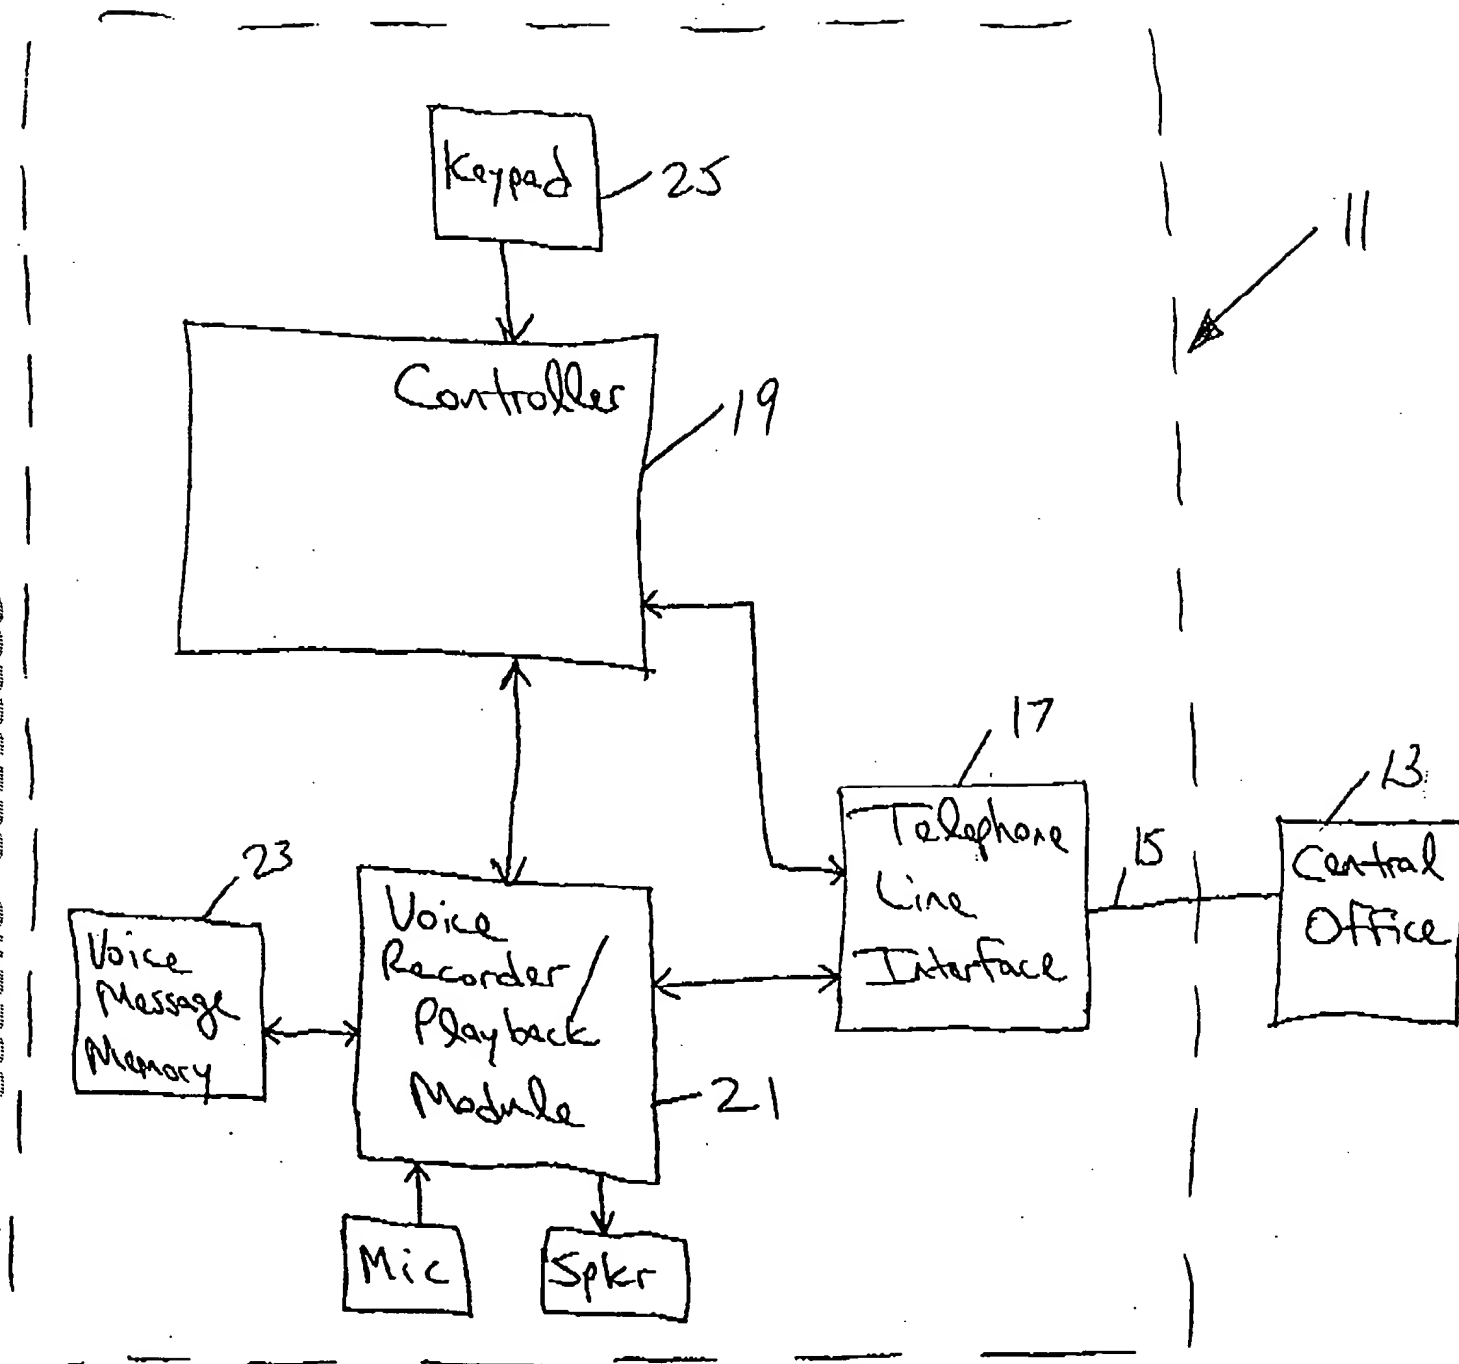 Keypad
25
11
Controller
19
17
13
Telephone
Line
Interface
15
Central
Office
23
Voice
Message
Memory
Voice
Recorder /
Playback
Module
21
Mic
Spkr